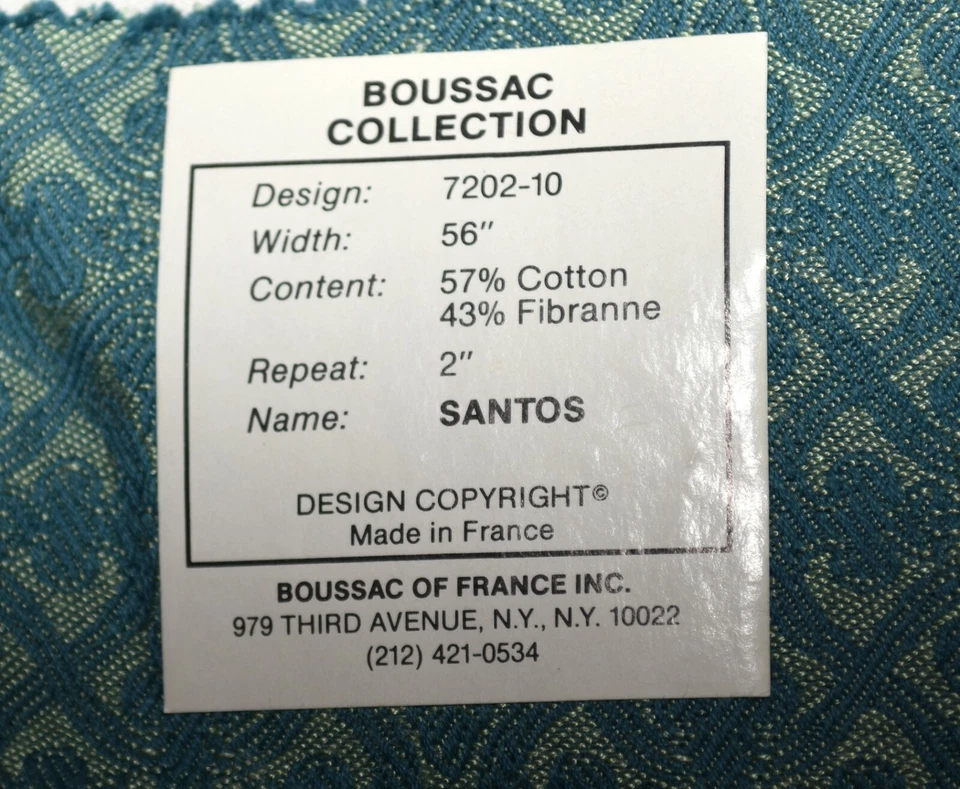 BOUSSAC
COLLECTION
Design: 7202-10
Width: 56"
Content: 57% Cotton
43% Fibranne
Repeat: 2"
Name: SANTOS
DESIGN COPYRIGHT©
Made in France
BOUSSAC OF FRANCE INC.
979 THIRD AVENUE, N.Y., N.Y. 10022
(212) 421-0534